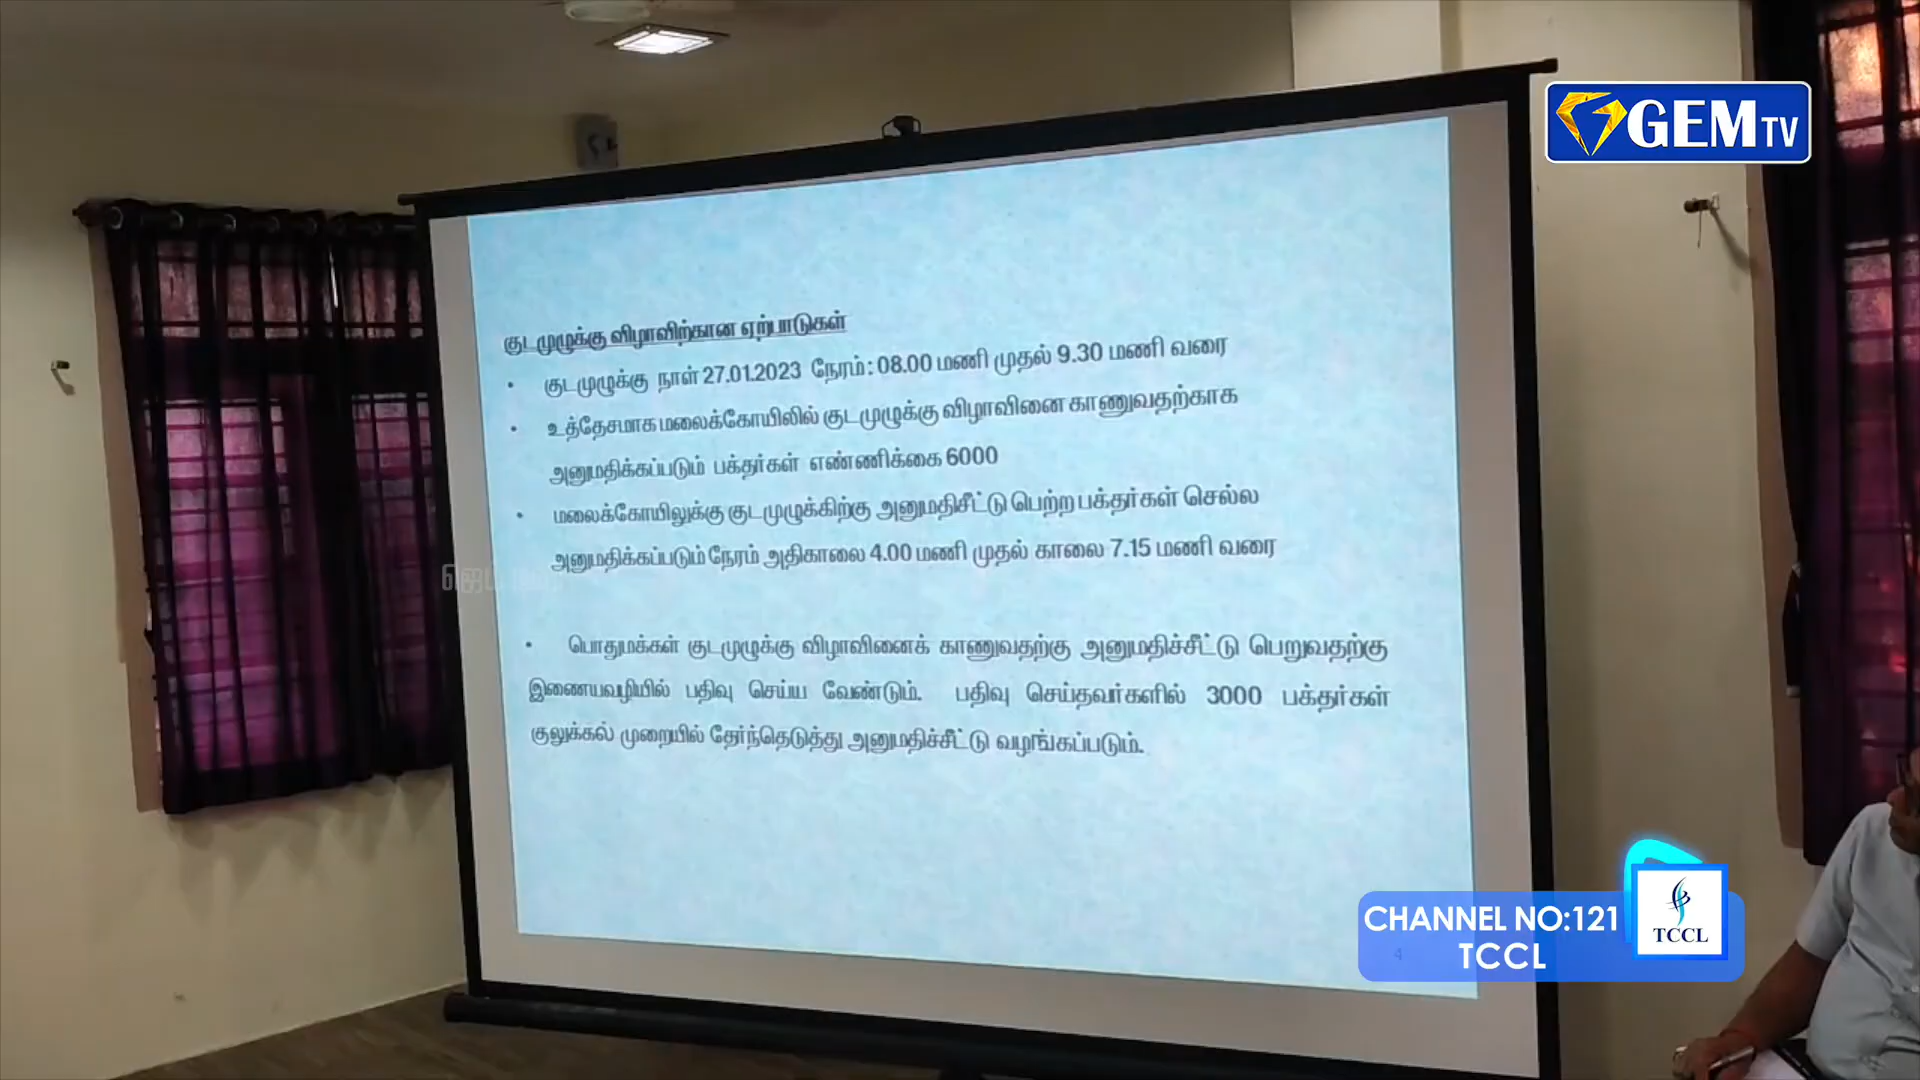 GEM TV
குடமுழுக்கு விழாவிற்கான ஏற்பாடுகள்
• குடமுழுக்கு நாள் 27.01.2023 நேரம் : 08.00 மணி முதல் 9.30 மணி வரை
• உத்தேசமாக மலைக்கோயிலில் குடமுழுக்கு விழாவினை காணுவதற்காக
அனுமதிக்கப்படும் பக்தர்கள் எண்ணிக்கை 6000
• மலைக்கோயிலுக்கு குடமுழுக்கிற்கு அனுமதிசீட்டு பெற்ற பக்தர்கள் செல்ல
அனுமதிக்கப்படும் நேரம் அதிகாலை 4.00 மணி முதல் காலை 7.15 மணி வரை
• பொதுமக்கள் குடமுழுக்கு விழாவினைக் காணுவதற்கு அனுமதிச்சீட்டு பெறுவதற்கு
இணையவழியில் பதிவு செய்ய வேண்டும். பதிவு செய்தவர்களில் 3000 பக்தர்கள்
குலுக்கல் முறையில் தேர்ந்தெடுத்து அனுமதிச்சீட்டு வழங்கப்படும்.
4
CHANNEL NO:121
TCCL
TCCL